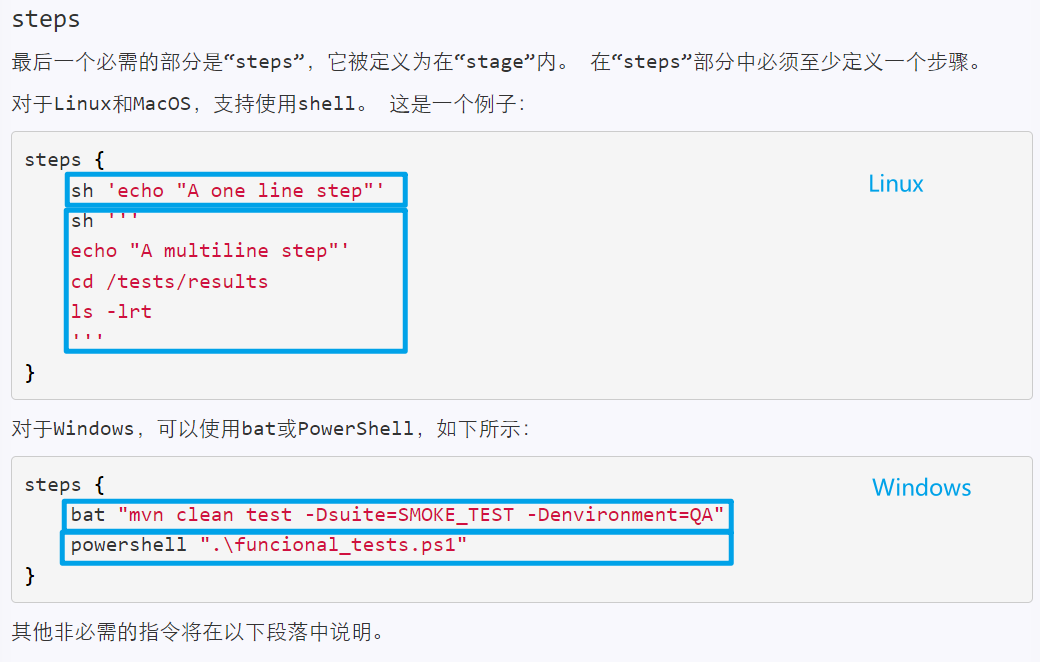 steps
最后一个必需的部分是“steps”，它被定义为在“stage”内。 在“steps”部分中必须至少定义一个步骤。
对于Linux和MacOS，支持使用shell。 这是一个例子：
steps {
sh 'echo "A one line step"'
Linux
sh '''
echo "A multiline step"'
cd /tests/results
ls -lrt
'''
}
对于Windows，可以使用bat或PowerShell，如下所示：
steps {
Windows
bat "mvn clean test -Dsuite=SMOKE_TEST -Denvironment=QA"
powershell ".\funcional_tests.ps1"
}
其他非必需的指令将在以下段落中说明。